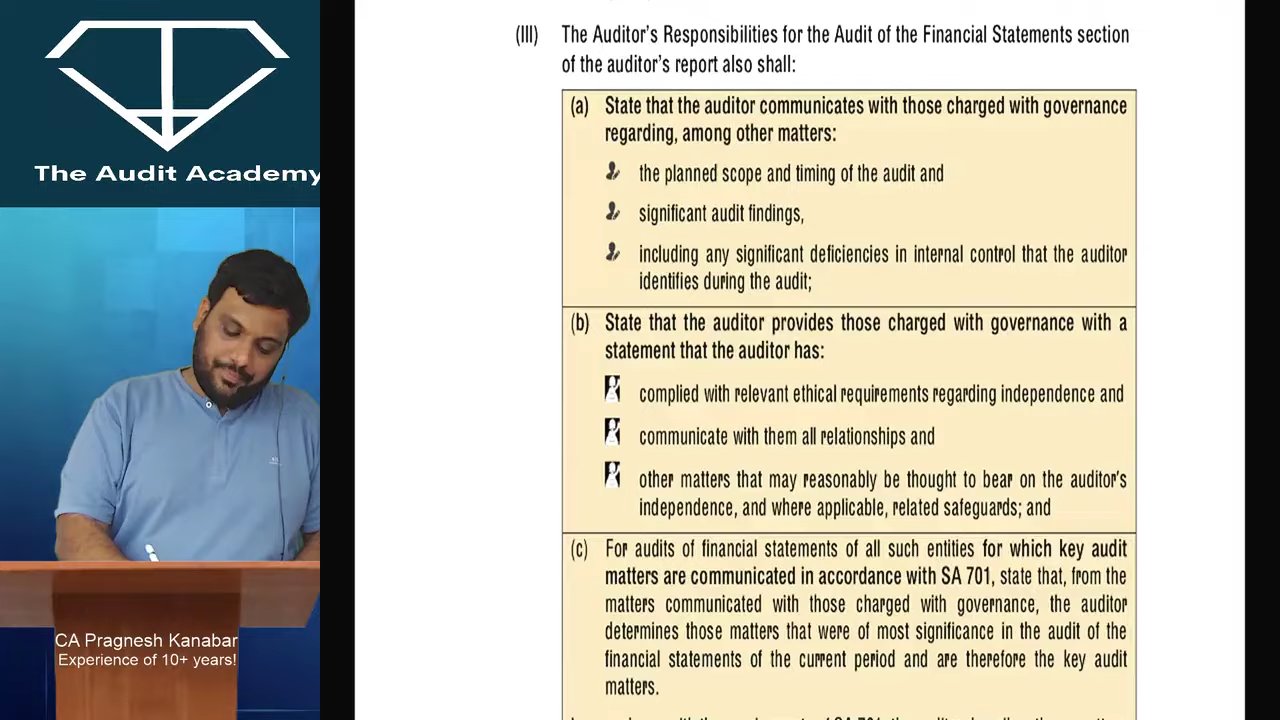 The Audit Academy
CA Pragnesh Kanabar
Experience of 10+ years!
(III) The Auditor's Responsibilities for the Audit of the Financial Statements section
of the auditor's report also shall:
(a) State that the auditor communicates with those charged with governance
regarding, among other matters:
the planned scope and timing of the audit and
significant audit findings,
including any significant deficiencies in internal control that the auditor
identifies during the audit;
(b) State that the auditor provides those charged with governance with a
statement that the auditor has:
complied with relevant ethical requirements regarding independence and
communicate with them all relationships and
other matters that may reasonably be thought to bear on the auditor's
independence, and where applicable, related safeguards; and
(c) For audits of financial statements of all such entities for which key audit
matters are communicated in accordance with SA 701, state that, from the
matters communicated with those charged with governance, the auditor
determines those matters that were of most significance in the audit of the
financial statements of the current period and are therefore the key audit
matters.